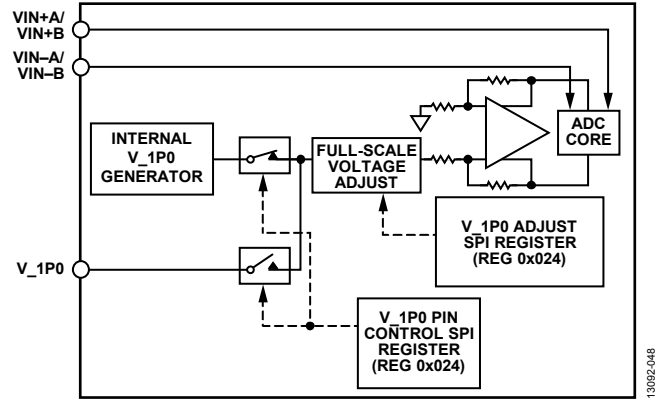 VIN+A/
VIN+B
VIN–A/
VIN–B
INTERNAL
V_1P0
GENERATOR
FULL-SCALE
VOLTAGE
ADJUST
ADC
CORE
V_1P0 ADJUST
SPI REGISTER
(REG 0x024)
V_1P0
V_1P0 PIN
CONTROL SPI
REGISTER
(REG 0x024)
13092-048